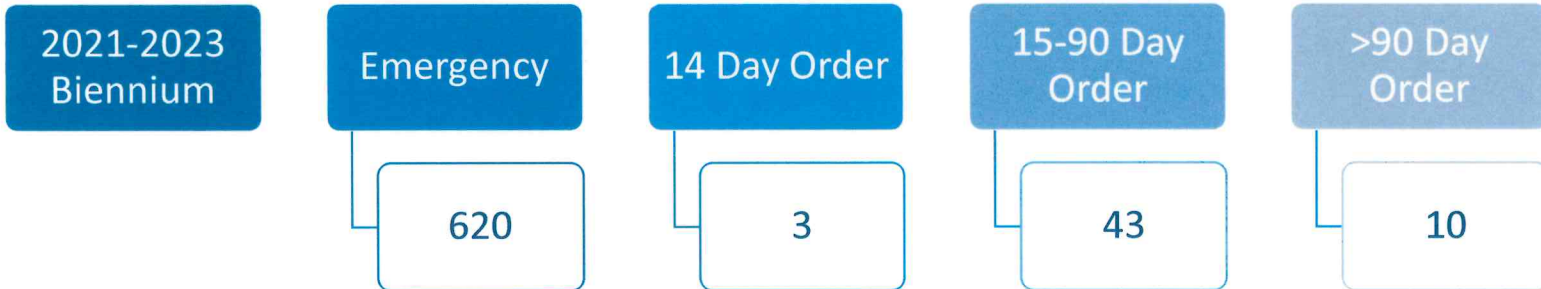 2021-2023
Biennium
Emergency
14 Day Order
15-90 Day
Order
>90 Day
Order
620
3
43
10